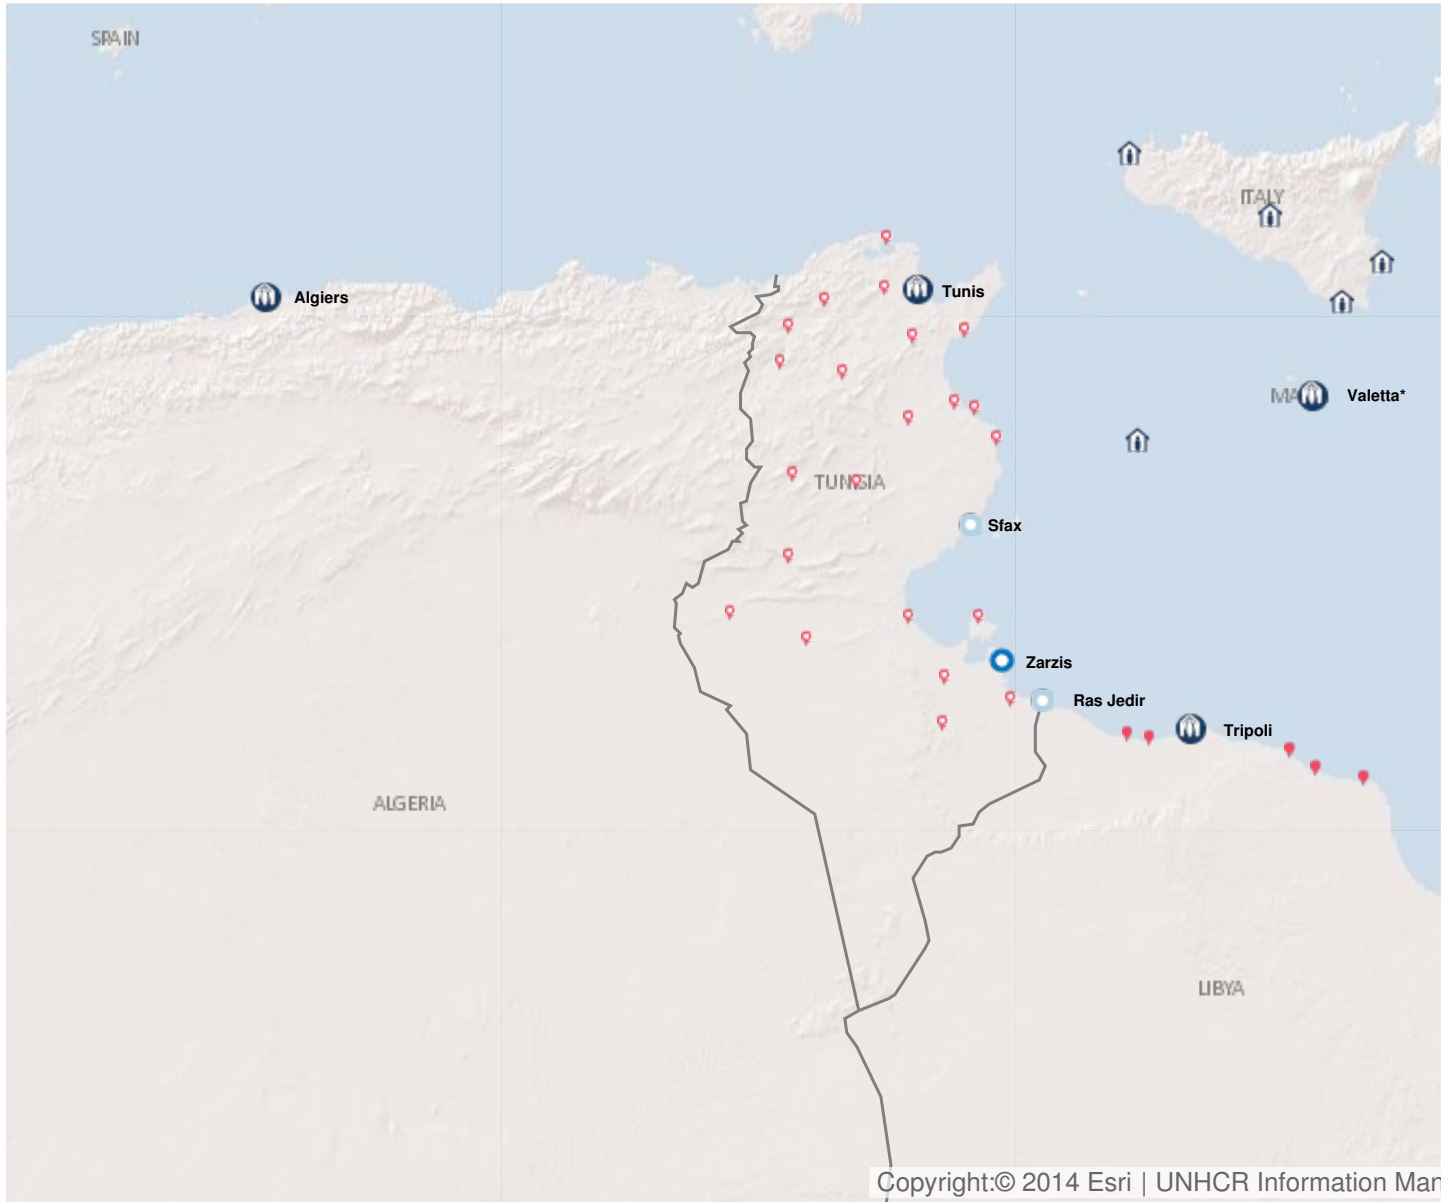 SPAIN
ITALY
Algiers
Tunis
MA
Valetta*
TUNISIA
Sfax
Zarzis
Ras Jedir
Tripoli
ALGERIA
LIBYA
Copyright:© 2014 Esri | UNHCR Information Man